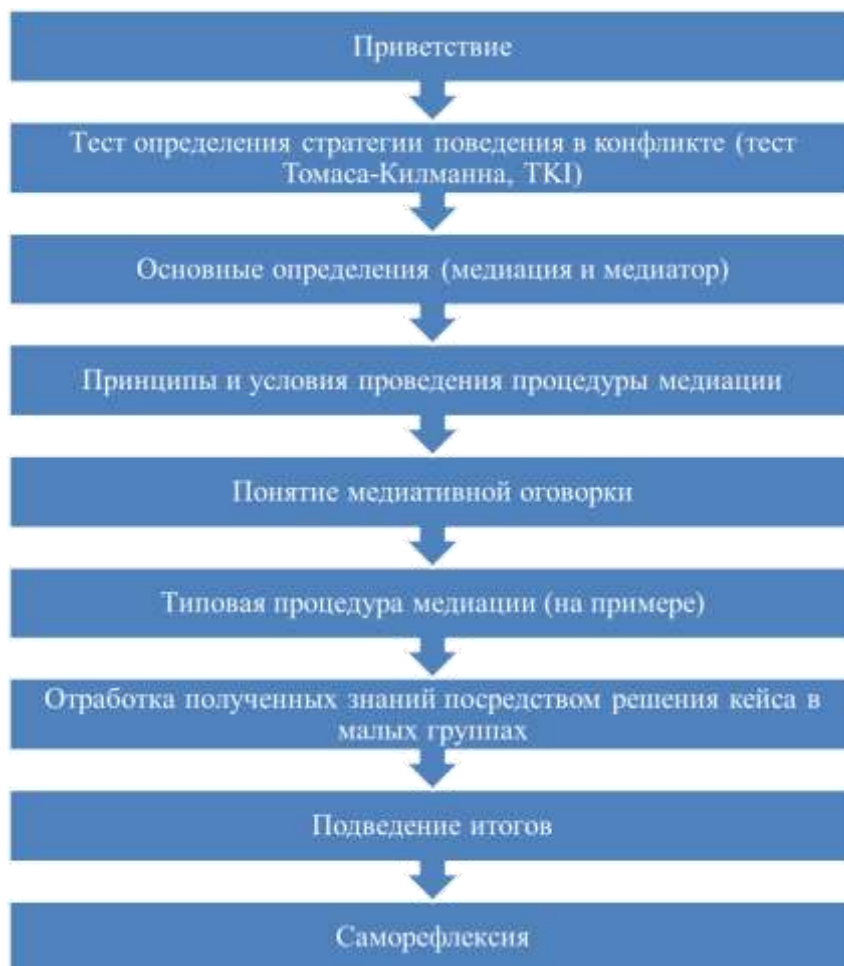 Приветствие
Тест определения стратегии поведения в конфликте (тест
Томаса-Килманна, TKI)
Основные определения (медиация и медиатор)
Принципы и условия проведения процедуры медиации
Понятие медиативной оговорки
Типовая процедура медиации (на примере)
Отработка полученных знаний посредством решения кейса в
малых группах
Подведение итогов
Саморефлексия